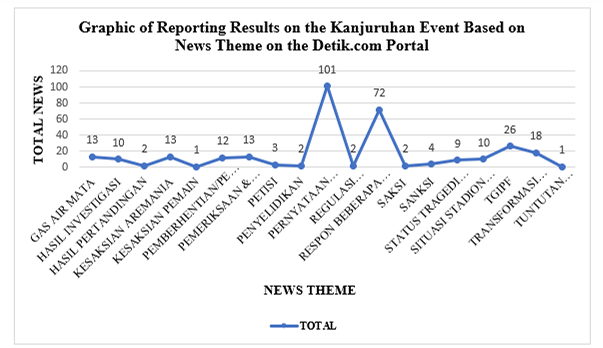 Graphic of Reporting Results on the Kanjuruhan Event Based on
News Theme on the Detik.com Portal
TOTAL NEWS
120
100
80
60
40
20
0
13
10
2
13
1
12
13
3
2
101
2
72
2
4
9
10
26
18
1
GAS AIR MATA
HASIL INVESTIGASI
HASIL PERTANDINGAN
KESAKSIAN AREMANIA
KESAKSIAN PEMAIN
PEMBERHENTIAN/PE…
PEMERIKSAAN &…
PETISI
PENYELIDIKAN
PERNYATAAN…
REGULASI…
RESPON BEBERAPA…
SAKSI
SANKSI
STATUS TRAGEDI…
SITUASI STADION…
TGIPF
TRANSFORMASI…
TUNTUTAN…
NEWS THEME
TOTAL